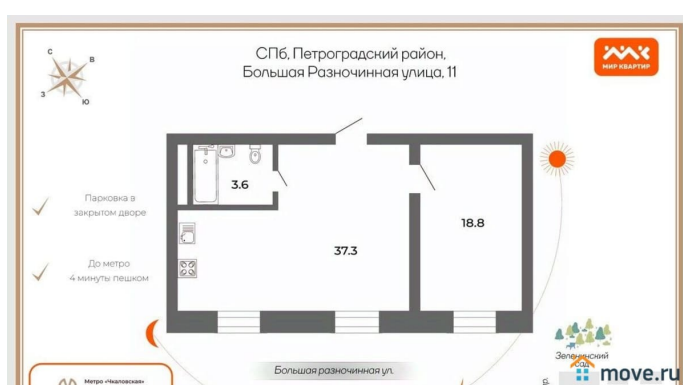 СПб, Петроградский район,
Большая Разночинная улица, 11
МИР КВАРТИР
С
В
З
Ю
3.6
37.3
18.8
Парковка в
закрытом дворе
До метро
4 минуты пешком
Большая разночинная ул.
Зеленинский
сад
Метро «Чкаловская»
move.ru